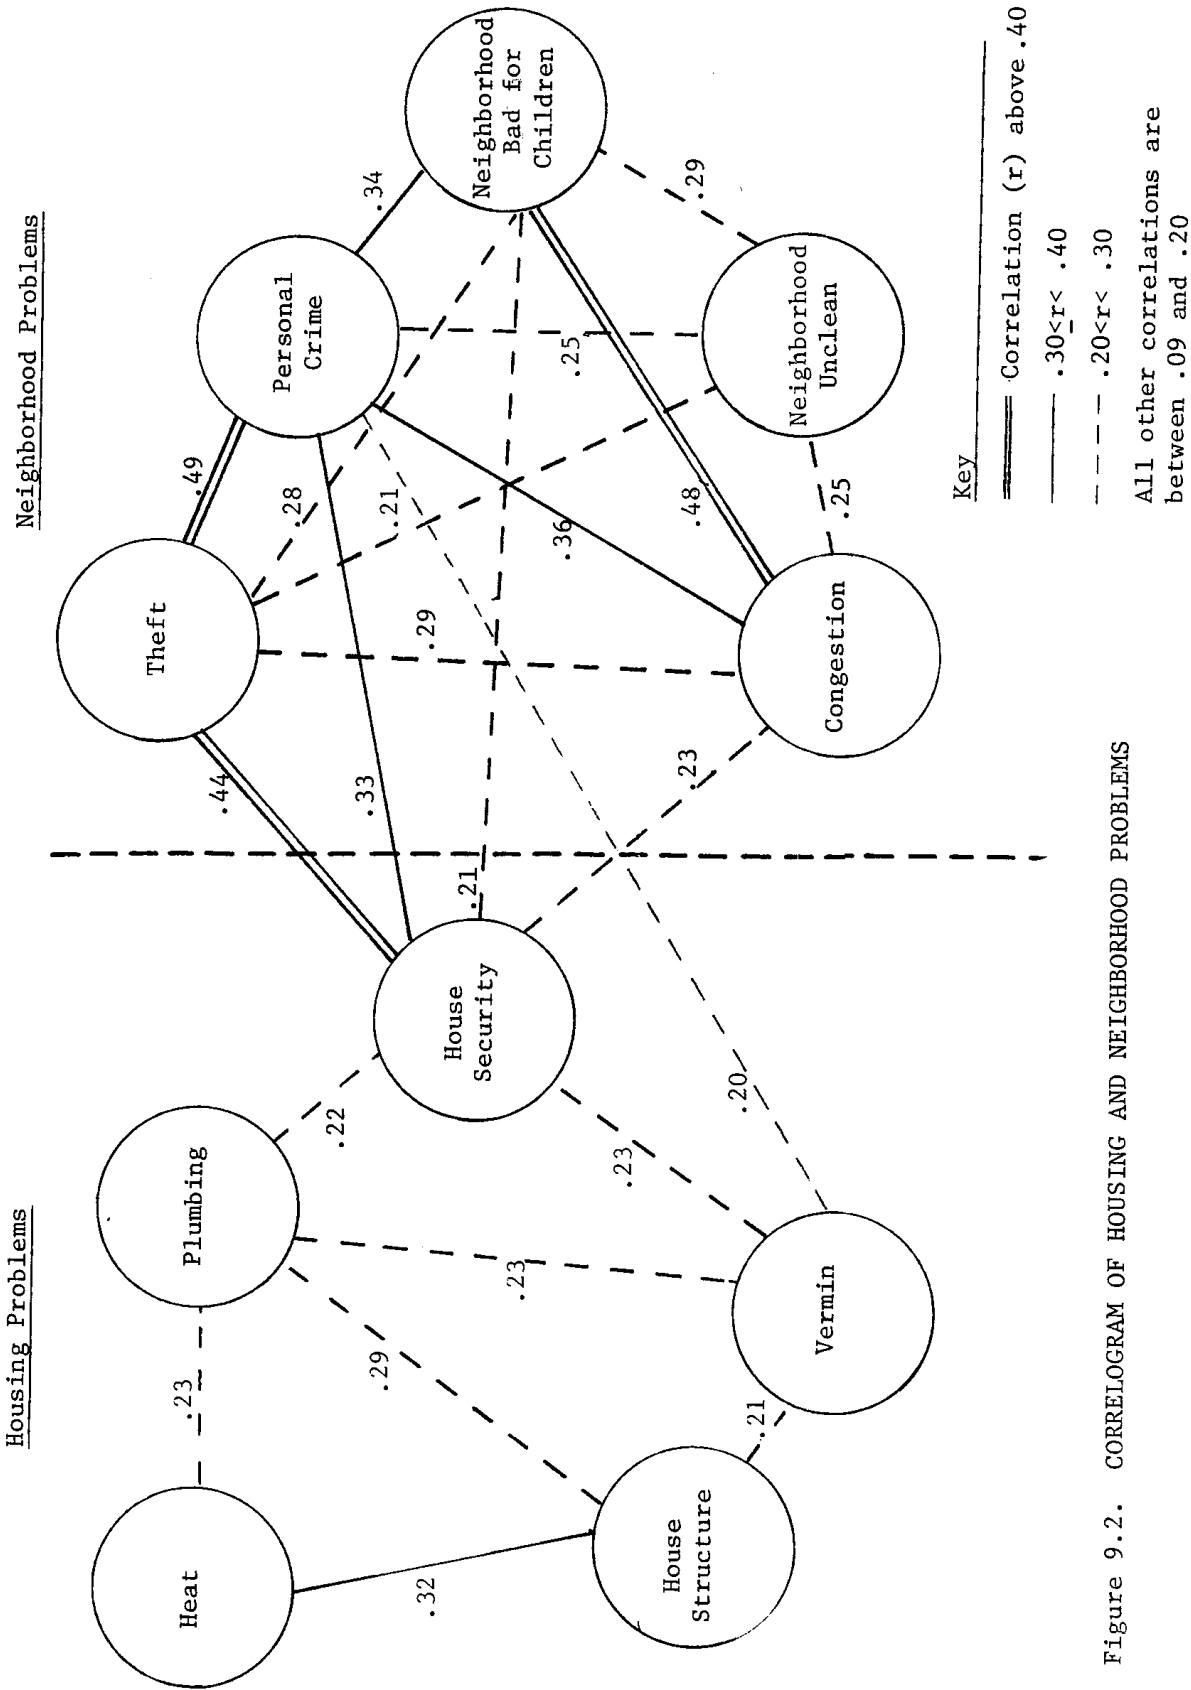 Housing Problems
Neighborhood Problems
Heat
.23
Plumbing
.32
.29
.23
.22
House
Structure
.21
Vermin
.23
.20
House
Security
.44
.33
.21
.23
Theft
.49
.28
.21
.29
Personal
Crime
.34
.36
.25
.48
Neighborhood
Bad for
Children
.29
Congestion
.25
Neighborhood
Unclean
Key
Correlation (r) above .40
.30<r< .40
.20<r< .30
All other correlations are
between .09 and .20
Figure 9.2. CORRELOGRAM OF HOUSING AND NEIGHBORHOOD PROBLEMS